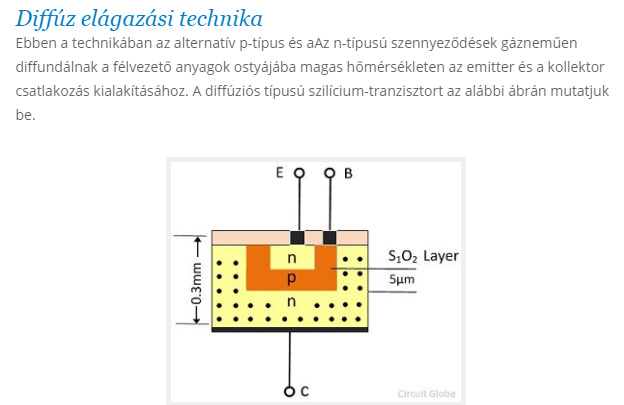 Diffúz elágazási technika
Ebben a technikában az alternatív p-típus és aAz n-típusú szennyeződések gázneműen
diffundálnak a félvezető anyagok ostyájába magas hőmérsékleten az emitter és a kollektor
csatlakozás kialakításához. A diffúziós típusú szilícium-tranzisztort az alábbi ábrán mutatjuk
be.
E B
n
S₁O₂ Layer
p
5μm
n
0.3mm
C
Circuit Globe